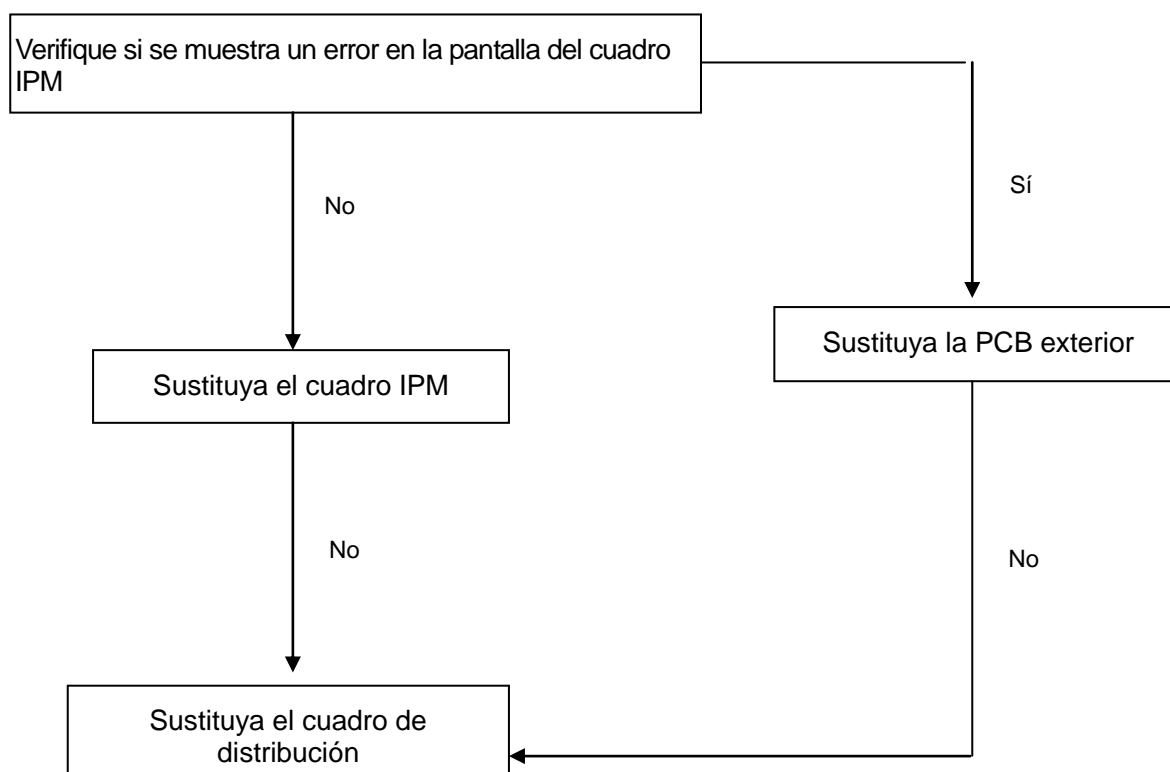 Verifique si se muestra un error en la pantalla del cuadro
IPM
No
Sí
Sustituya la PCB exterior
Sustituya el cuadro IPM
No
No
Sustituya el cuadro de
distribución